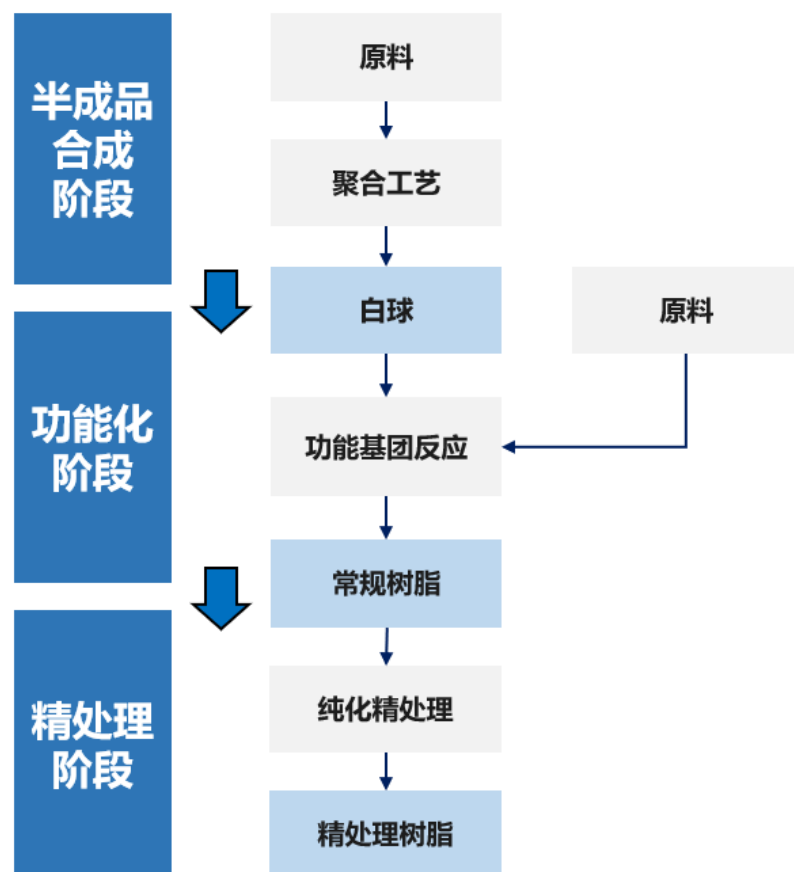 半成品
合成
阶段
原料
聚合工艺
白球
原料
功能化
阶段
功能基团反应
常规树脂
精处理
阶段
纯化精处理
精处理树脂